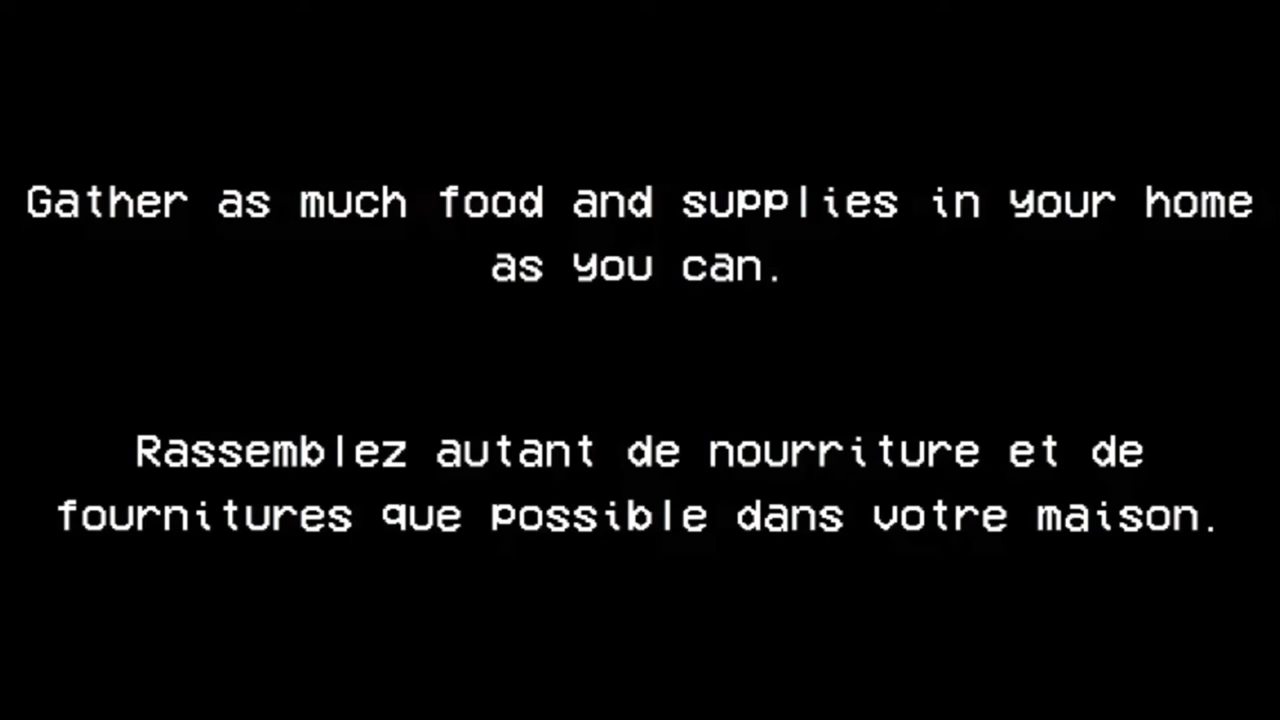 Gather as much food and supplies in your home
as you can.
Rassemblez autant de nourriture et de
fournitures que possible dans votre maison.